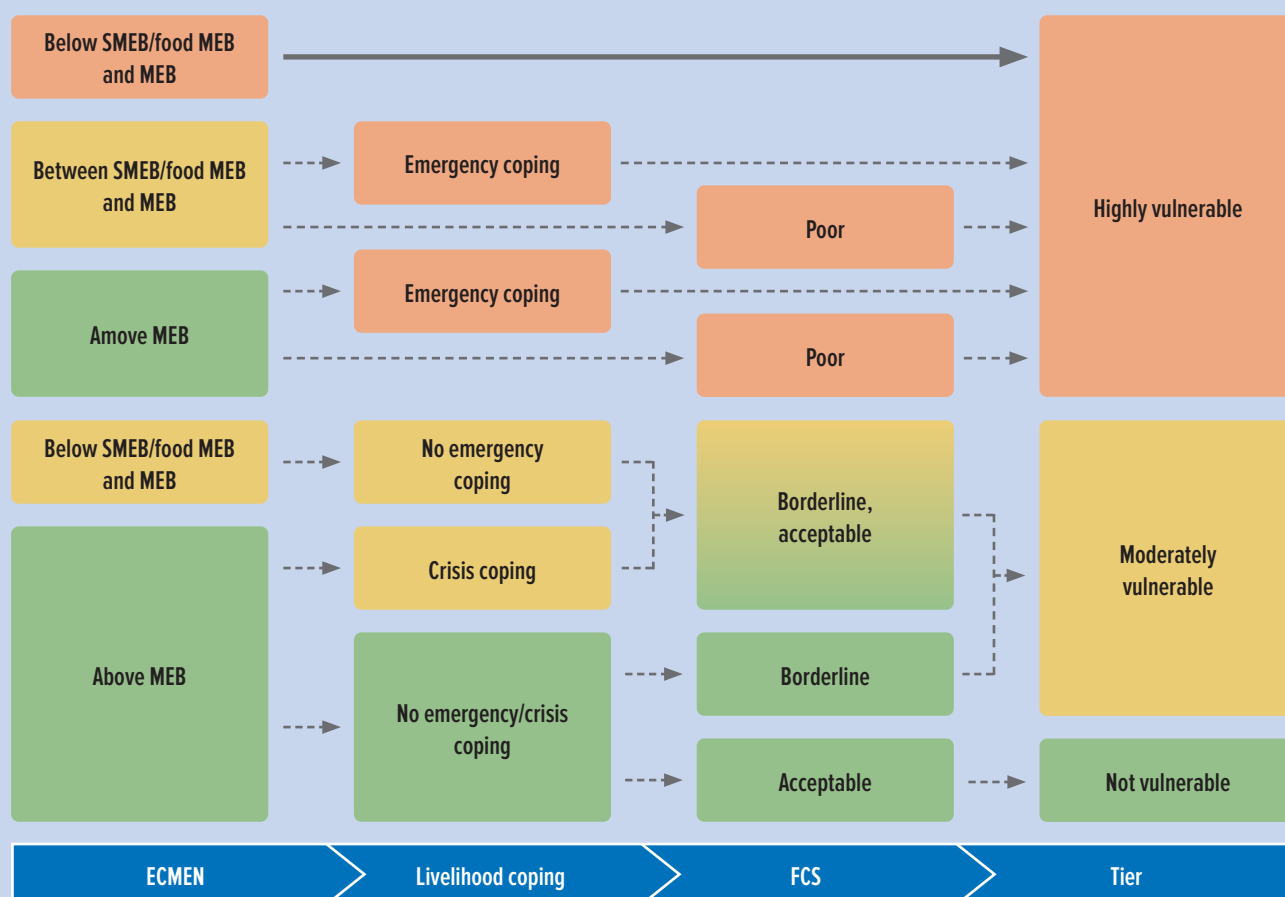 Below SMEB/food MEB
and MEB
Between SMEB/food MEB
and MEB
Emergency coping
Poor
Highly vulnerable
Amove MEB
Emergency coping
Poor
Below SMEB/food MEB
and MEB
No emergency
coping
Borderline,
acceptable
Moderately
vulnerable
Crisis coping
Above MEB
No emergency/crisis
coping
Borderline
Acceptable
Not vulnerable
ECMEN
Livelihood coping
FCS
Tier